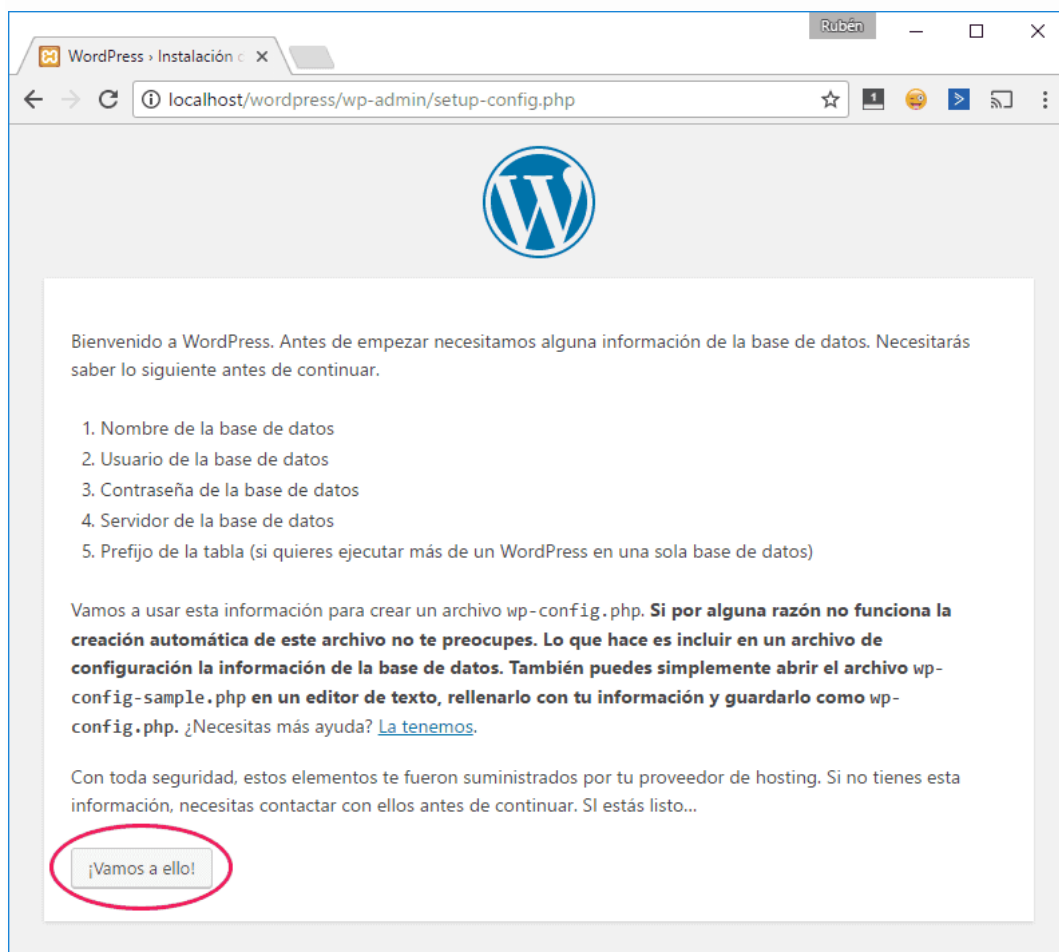 Rubén
WordPress › Instalación c
localhost/wordpress/wp-admin/setup-config.php
1
W
Bienvenido a WordPress. Antes de empezar necesitamos alguna información de la base de datos. Necesitarás
saber lo siguiente antes de continuar.
1. Nombre de la base de datos
2. Usuario de la base de datos
3. Contraseña de la base de datos
4. Servidor de la base de datos
5. Prefijo de la tabla (si quieres ejecutar más de un WordPress en una sola base de datos)
Vamos a usar esta información para crear un archivo wp-config.php. Si por alguna razón no funciona la
creación automática de este archivo no te preocupes. Lo que hace es incluir en un archivo de
configuración la información de la base de datos. También puedes simplemente abrir el archivo wp-
config-sample.php en un editor de texto, rellenarlo con tu información y guardarlo como wp-
config.php. ¿Necesitas más ayuda? La tenemos.
Con toda seguridad, estos elementos te fueron suministrados por tu proveedor de hosting. Si no tienes esta
información, necesitas contactar con ellos antes de continuar. SI estás listo...
¡Vamos a ello!